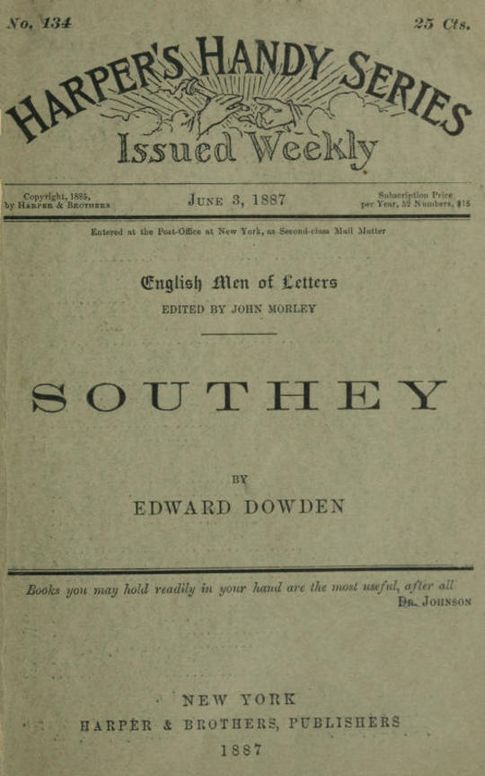 No. 134
25 Cts.
HARPER'S HANDY SERIES
Issued Weekly
Copyright, 1885,
by HARPER & BROTHERS
JUNE 3, 1887
Subscription Price
per Year, 52 Numbers, $15
Entered at the Post-Office at New York, as Second-class Mail Matter
English Men of Letters
EDITED BY JOHN MORLEY
SOUTHEY
BY
EDWARD DOWDEN
Books you may hold readily in your hand are the most useful, after all
DR. JOHNSON
NEW YORK
HARPER & BROTHERS, PUBLISHERS
1887